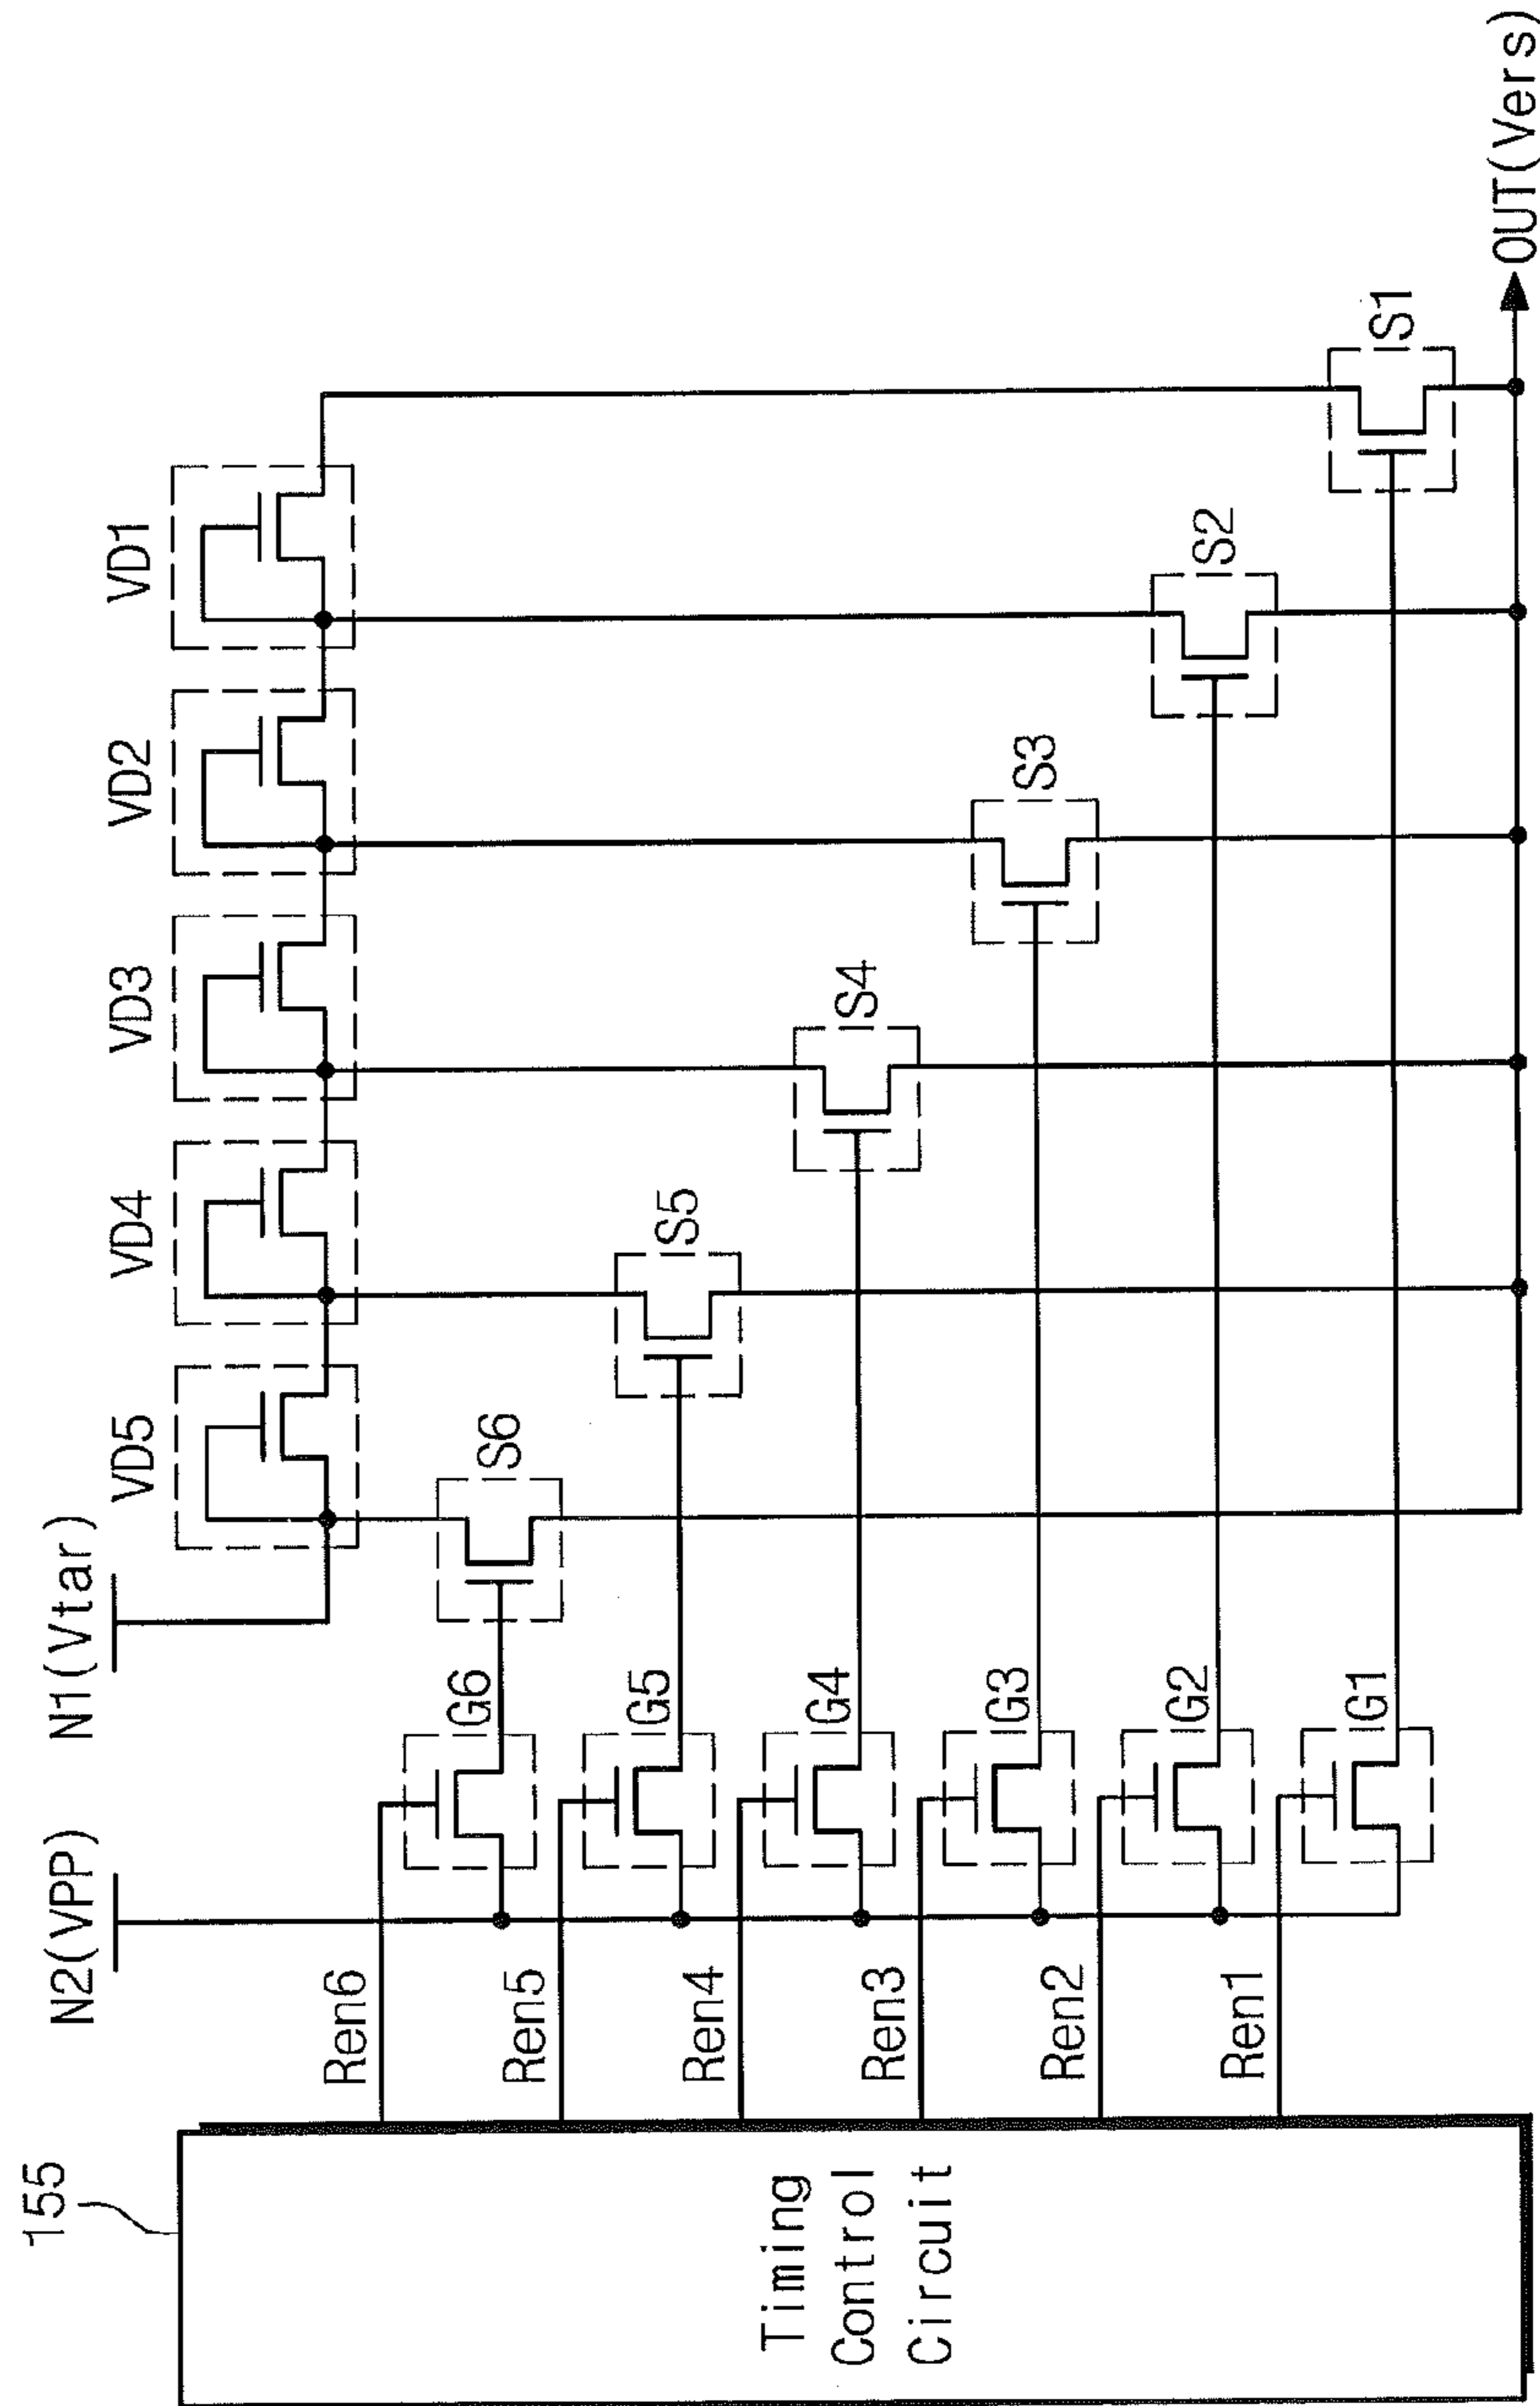 155
N2(VPP)
N1(Vtar)
VD5
VD4
VD3
VD2
VD1
Ren6
G6
S6
Ren5
G5
S5
Ren4
G4
S4
Ren3
G3
S3
Ren2
G2
S2
Ren1
G1
S1
Timing
Control
Circuit
OUT(Vers)